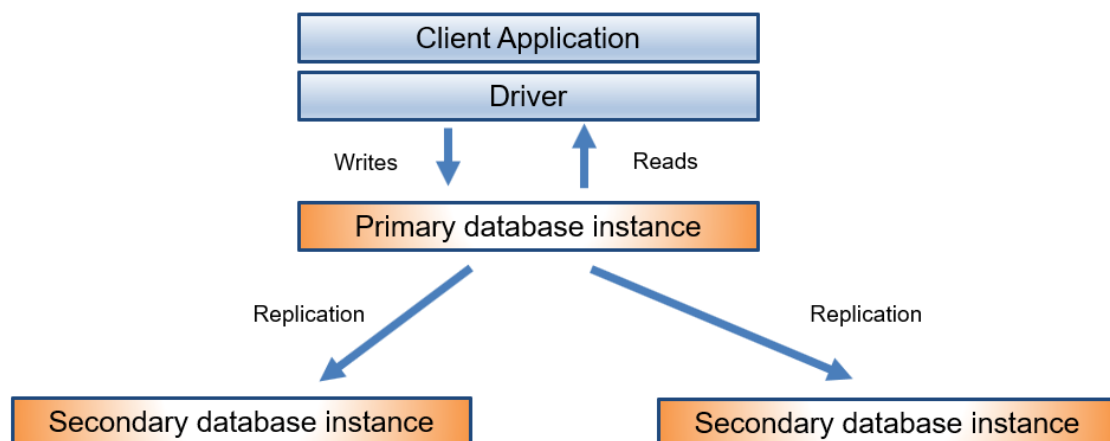 Client Application
Driver
Writes
Reads
Primary database instance
Replication
Replication
Secondary database instance
Secondary database instance